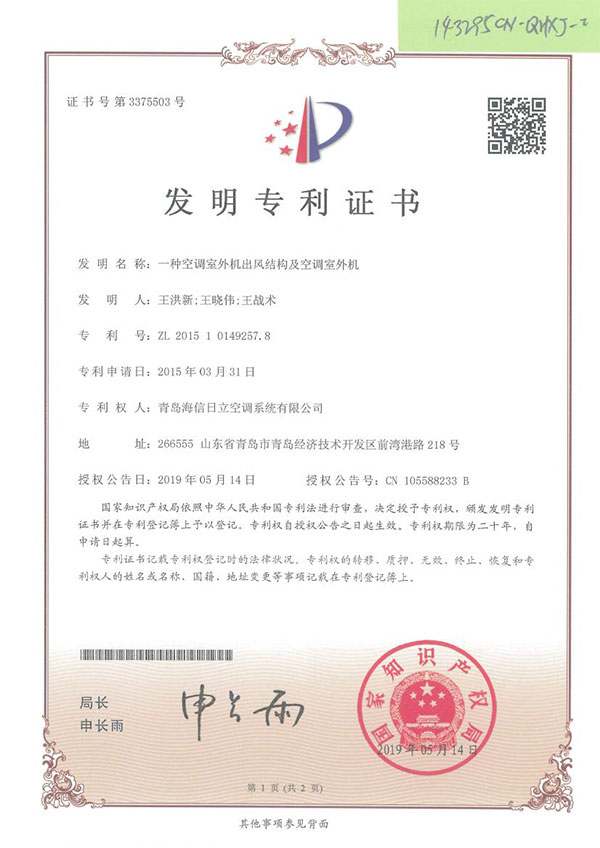 143295CN-QHXJ-2
证书号第3375503号
发明专利证书
发明名称：一种空调室外机出风结构及空调室外机
发明人：王洪新;王晓伟;王战术
专利号：ZL 2015 1 0149257.8
专利申请日：2015年03月31日
专利权人：青岛海信日立空调系统有限公司
地址：266555 山东省青岛市青岛经济技术开发区前湾港路218号
授权公告日：2019年05月14日 授权公告号：CN 105588233 B
国家知识产权局依照中华人民共和国专利法进行审查，决定授予专利权，颁发发明专利
证书并在专利登记簿上予以登记。专利权自授权公告之日起生效。专利权期限为二十年，自
申请日起算。
专利证书记载专利权登记时的法律状况。专利权的转移、质押、无效、终止、恢复和专
利权人的姓名或名称、国籍、地址变更等事项记载在专利登记簿上。
局长
申长雨
申长雨
国家知识产权局
2019年05月14日
第1页(共2页)
其他事项参见背面